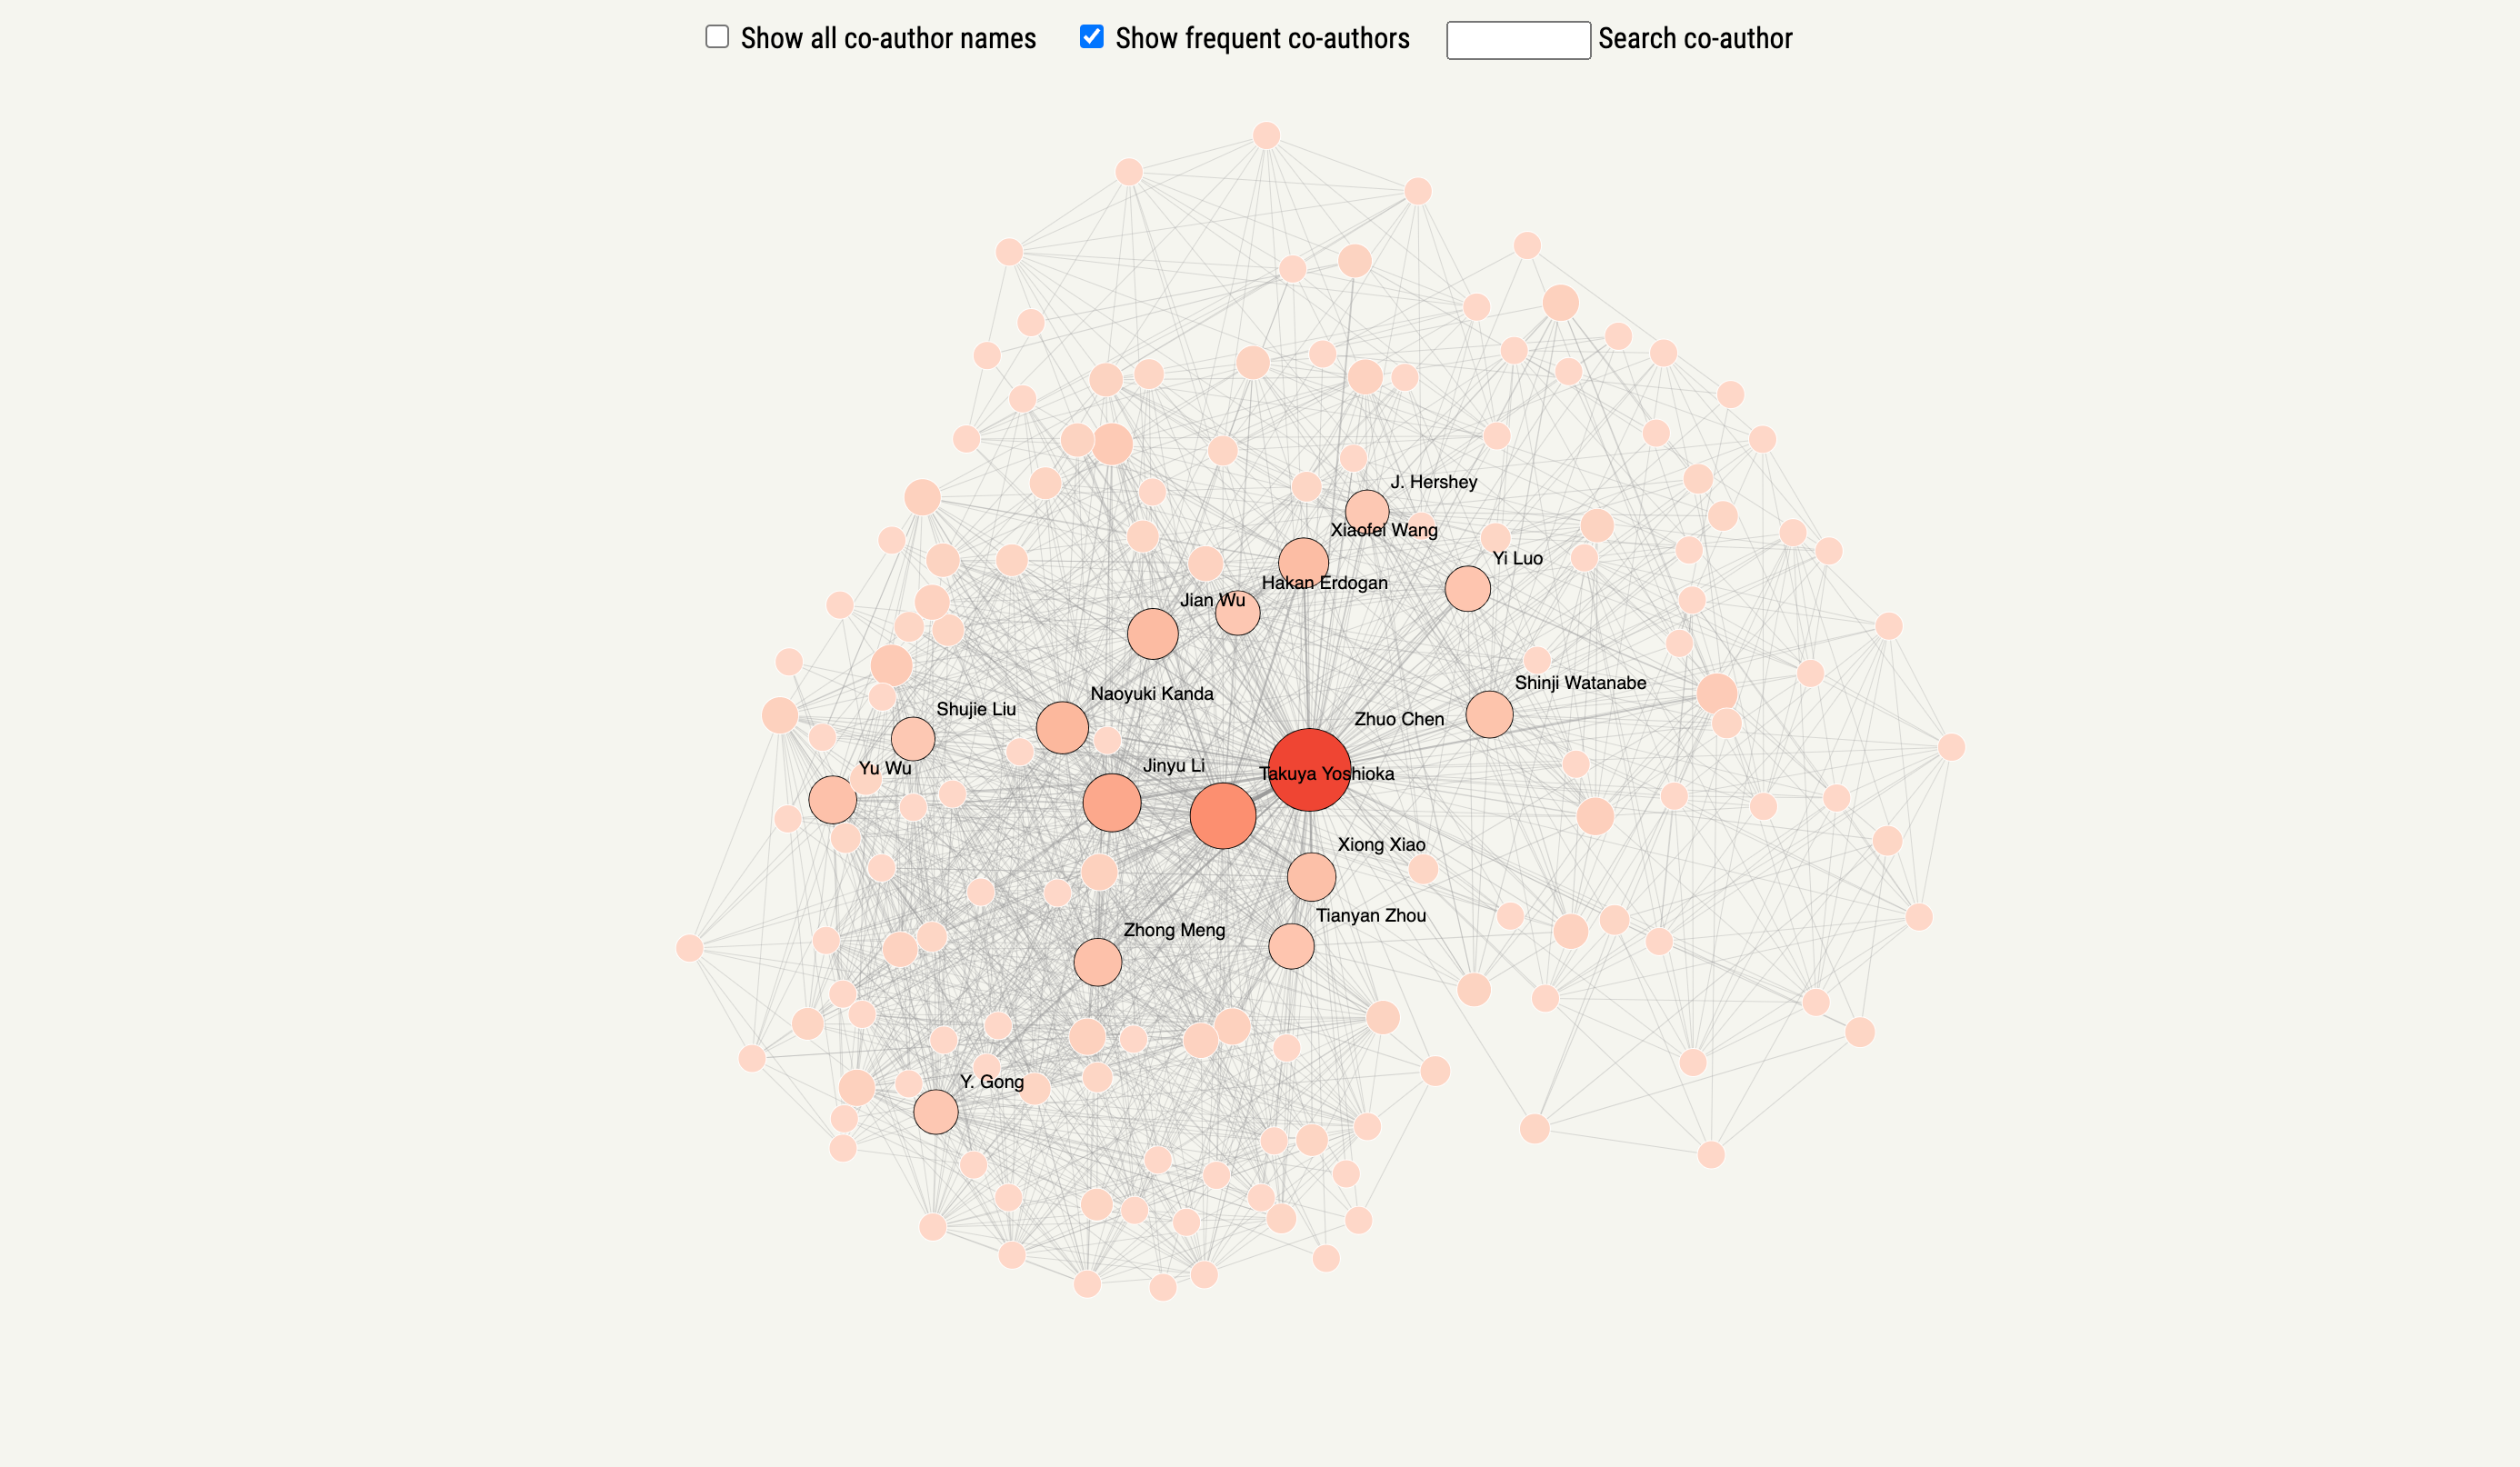 Show all co-author names
Show frequent co-authors
Search co-author
J. Hershey
Xiaofei Wang
Yi Luo
Hakan Erdogan
Jian Wu
Shinji Watanabe
Naoyuki Kanda
Shujie Liu
Zhuo Chen
Jinyu Li
Yu Wu
Takuya Yoshioka
Xiong Xiao
Tianyan Zhou
Zhong Meng
Y. Gong